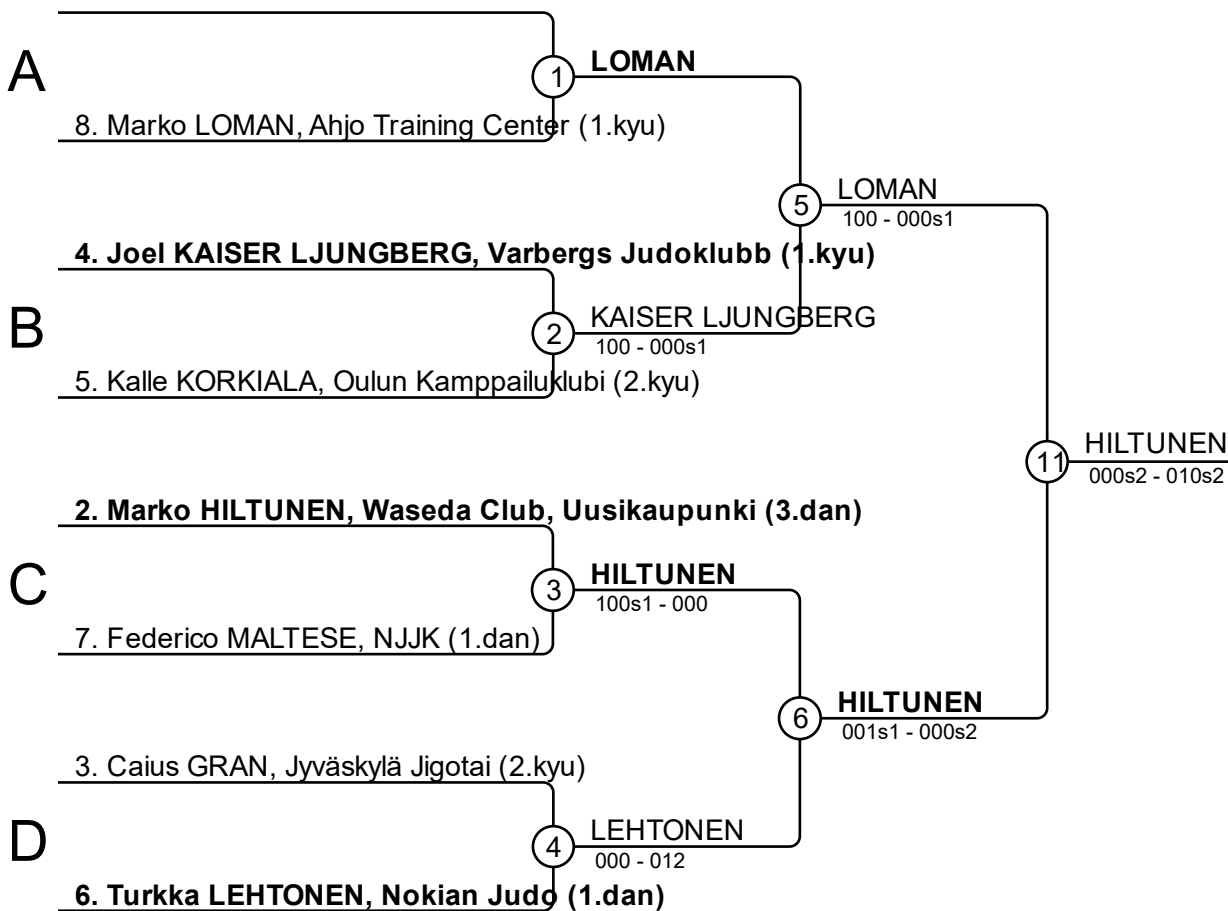 A
1
LOMAN
8. Marko LOMAN, Ahjo Training Center (1.kyu)
5
LOMAN
100 - 000s1
4. Joel KAISER LJUNGBERG, Varbergs Judoklubb (1.kyu)
B
2
KAISER LJUNGBERG
100 - 000s1
5. Kalle KORKIALA, Oulun Kamppailuklubi (2.kyu)
11
HILTUNEN
000s2 - 010s2
2. Marko HILTUNEN, Waseda Club, Uusikaupunki (3.dan)
C
3
HILTUNEN
100s1 - 000
7. Federico MALTESE, NJJK (1.dan)
6
HILTUNEN
001s1 - 000s2
3. Caius GRAN, Jyväskylä Jigotai (2.kyu)
D
4
LEHTONEN
000 - 012
6. Turkka LEHTONEN, Nokian Judo (1.dan)